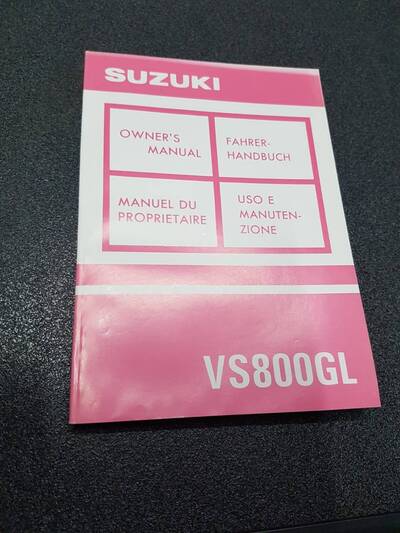 SUZUKI
OWNER'S
MANUAL
FAHRER-
HANDBUCH
MANUEL DU
PROPRIETAIRE
USO E
MANUTEN-
ZIONE
VS800GL